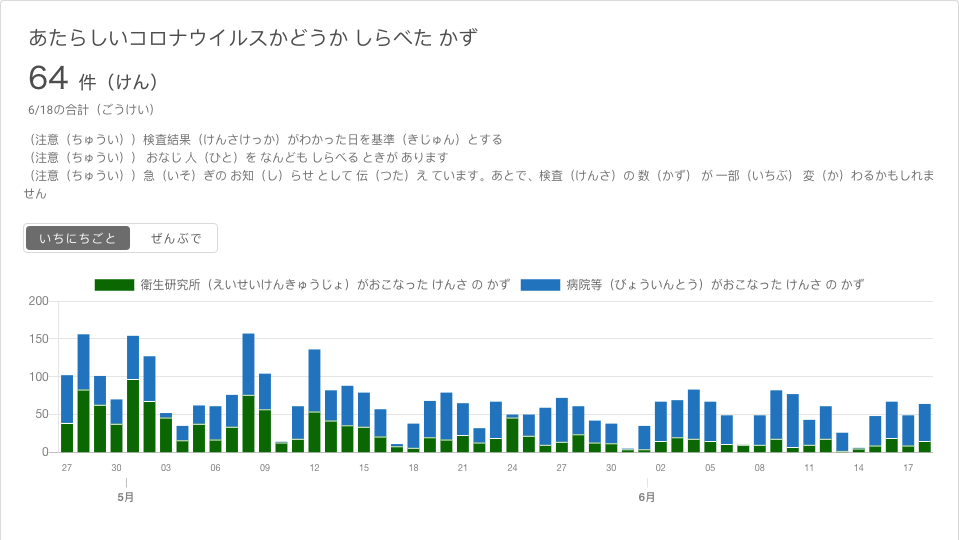 あたらしいコロナウイルスかどうか しらべた かず
64 件（けん）
6/18の合計（ごうけい）
（注意（ちゅうい））検査結果（けんさけっか）がわかった日を基準（きじゅん）とする
（注意（ちゅうい）） おなじ 人（ひと）を なんども しらべる ときが あります
（注意（ちゅうい））急（いそ）ぎの お知（し）らせ として 伝（つた）え ています。あとで、検査（けんさ）の 数（かず） が 一部（いちぶ） 変（か）わるかもしれま
せん
いちにちごと ぜんぶで
衛生研究所（えいせいけんきゅうじょ）がおこなった けんさ の かず 病院等（びょういんとう）がおこなった けんさ の かず
200
150
100
50
0
27 30 03 06 09 12 15 18 21 24 27 30 02 05 08 11 14 17
5月 6月